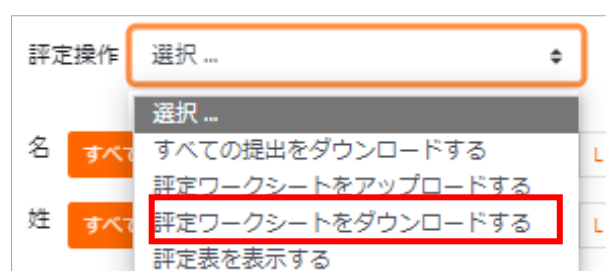 評定操作 選択 ...
選択 ...
すべての提出をダウンロードする
評定ワークシートをアップロードする
名 すべ L
評定ワークシートをダウンロードする
姓 すべ L
評定表を表示する